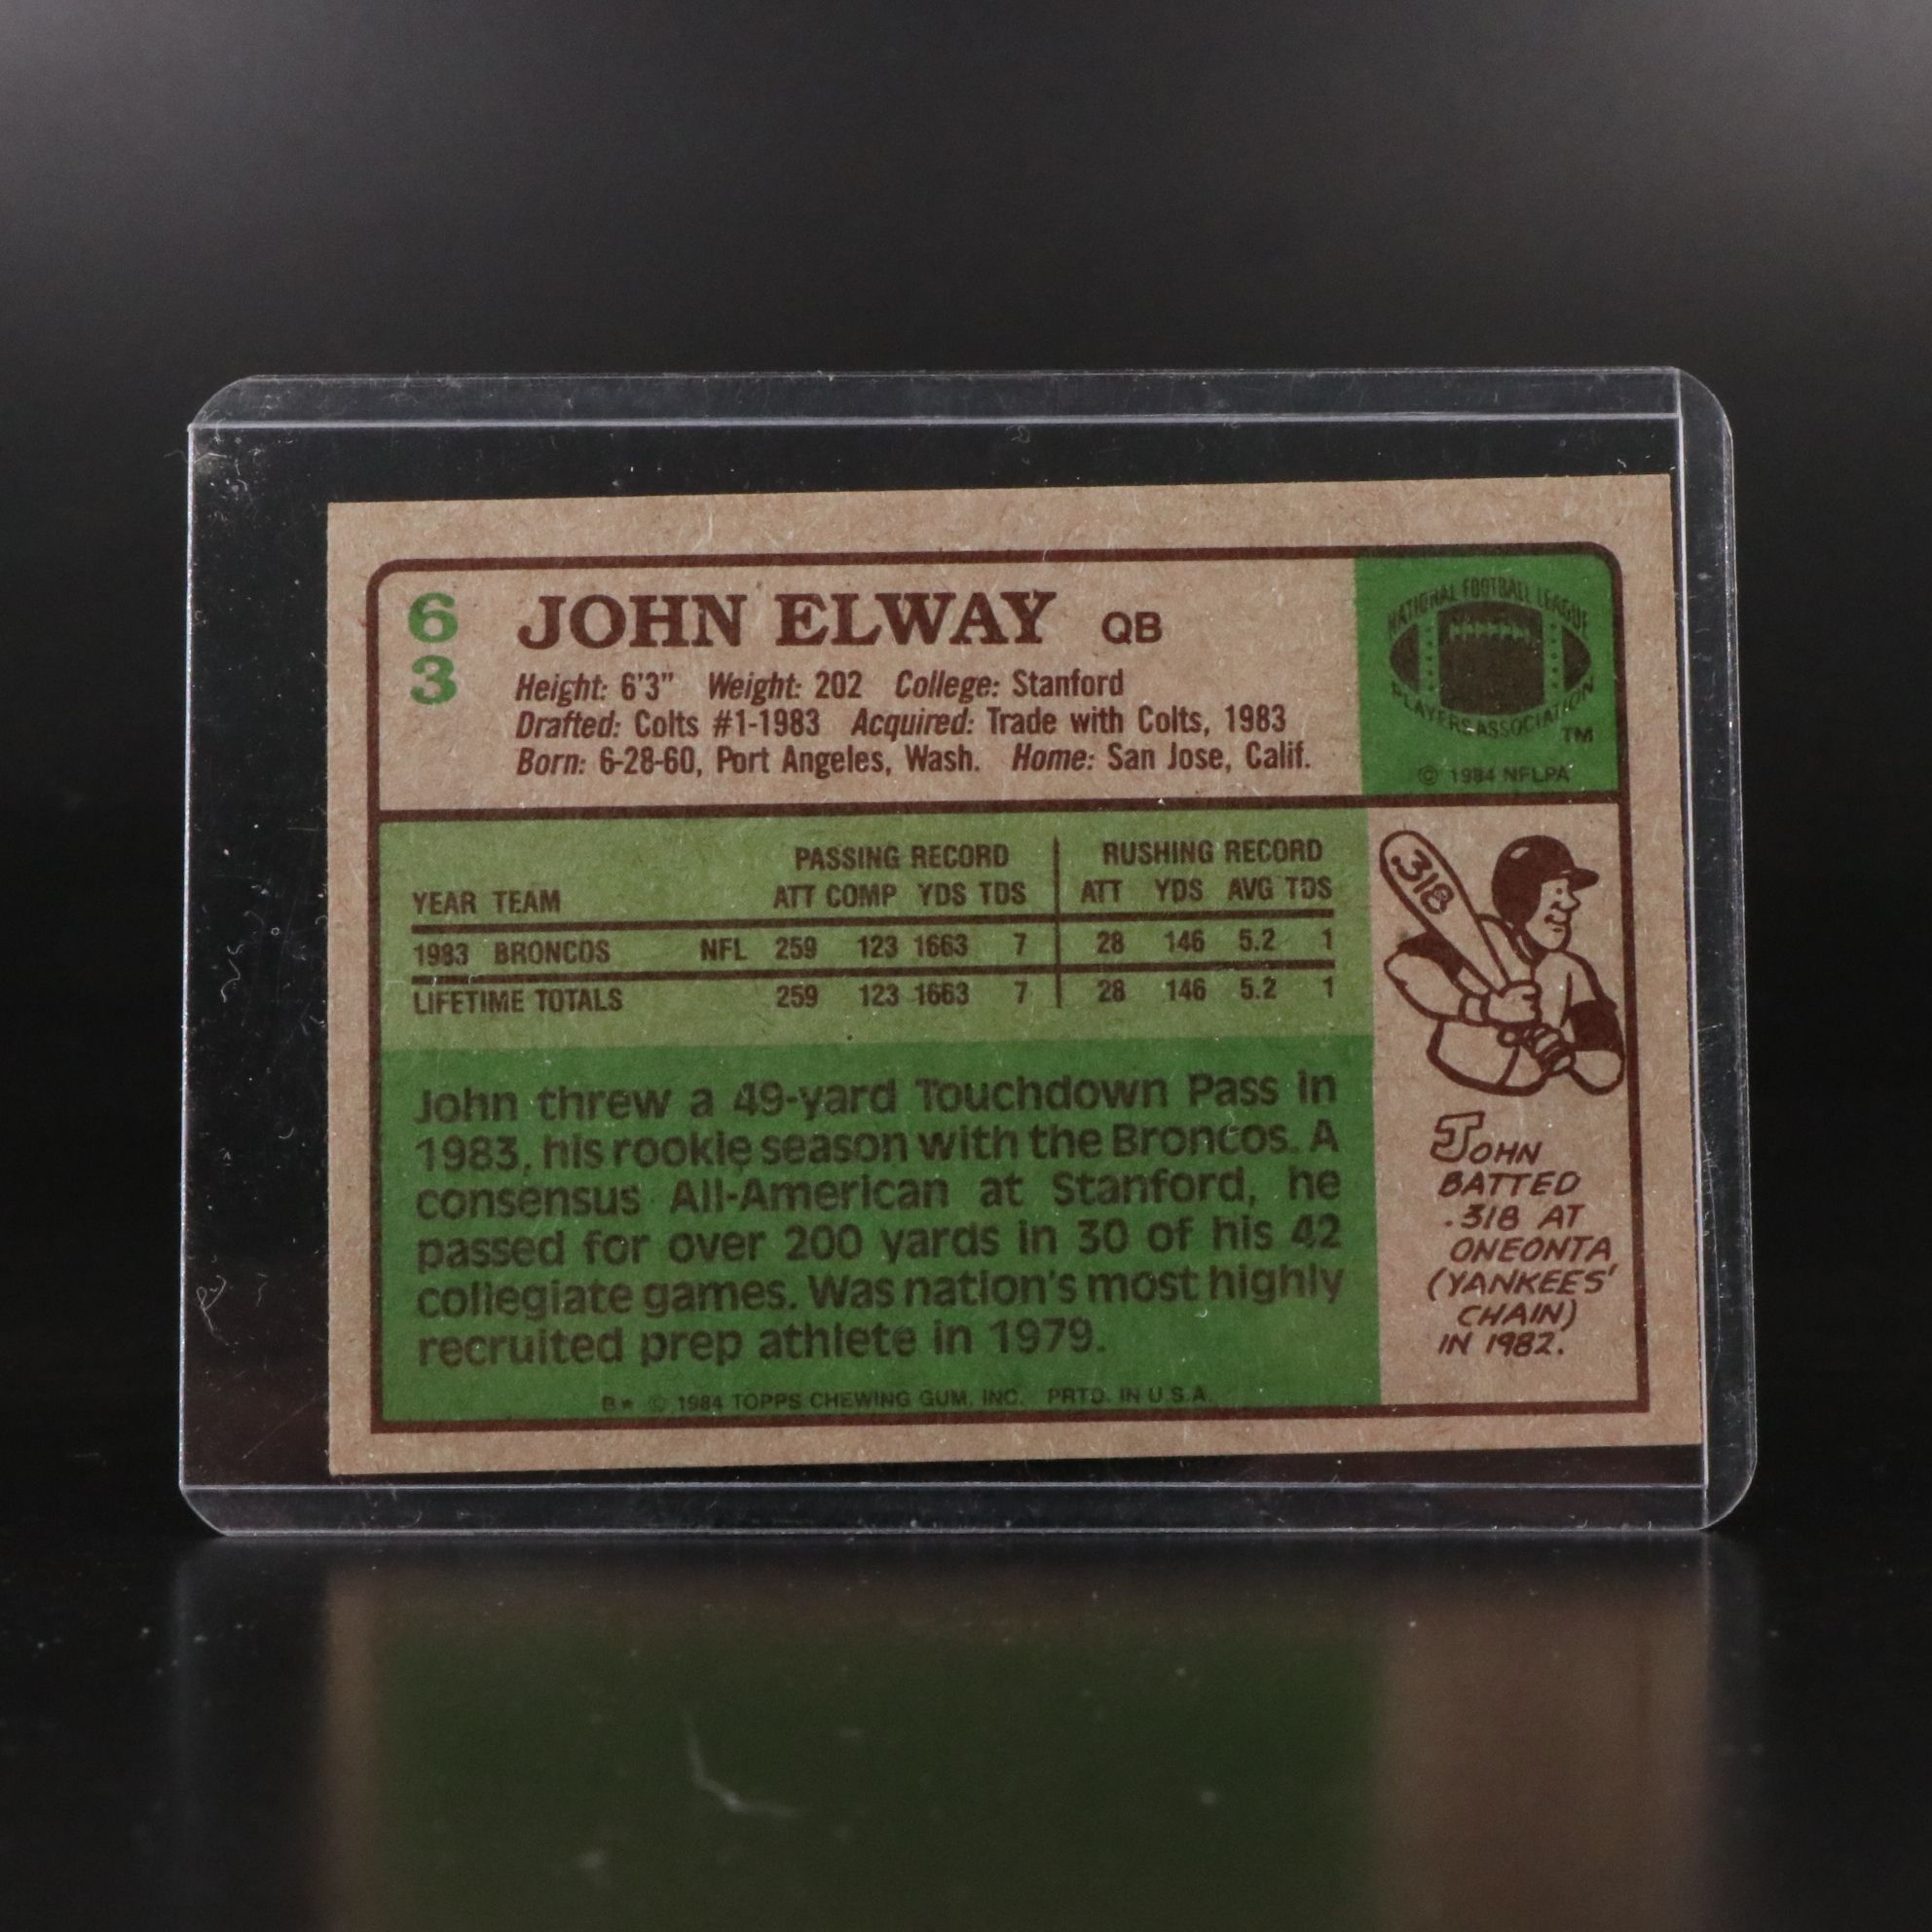 63
JOHN ELWAY QB
Height: 6'3" Weight: 202 College: Stanford
Drafted: Colts #1-1983 Acquired: Trade with Colts, 1983
Born: 6-28-60, Port Angeles, Wash. Home: San Jose, Calif.
NATIONAL FOOTBALL LEAGUE
PLAYERS ASSOCIATION
TM
© 1984 NFLPA
PASSING RECORD RUSHING RECORD
YEAR TEAM ATT COMP YDS TDS ATT YDS AVG TDS
1983 BRONCOS NFL 259 123 1663 7 28 146 5.2 1
LIFETIME TOTALS 259 123 1663 7 28 146 5.2 1
John threw a 49-yard Touchdown Pass in
1983, his rookie season with the Broncos. A
consensus All-American at Stanford, he
passed for over 200 yards in 30 of his 42
collegiate games. Was nation's most highly
recruited prep athlete in 1979.
B* © 1984 TOPPS CHEWING GUM, INC. PRTD. IN U.S.A.
.318
JOHN
BATTED
.318 AT
ONEONTA
(YANKEES'
CHAIN)
IN 1982.